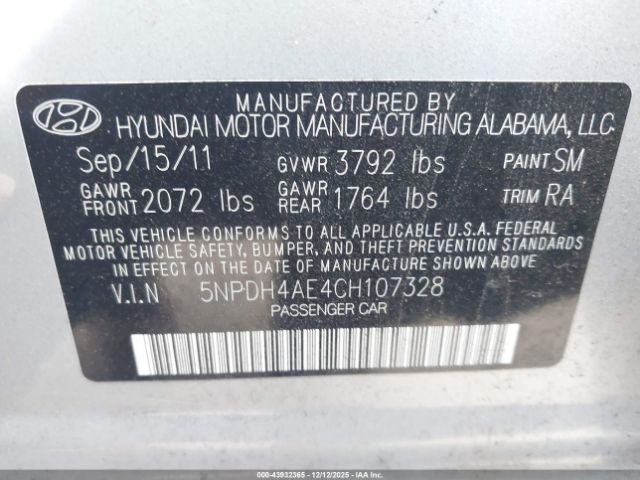 MANUFACTURED BY
HYUNDAI MOTOR MANUFACTURING ALABAMA, LLC.
Sep/15/11 GVWR 3792 lbs PAINT SM
GAWR FRONT 2072 lbs GAWR REAR 1764 lbs TRIM RA
THIS VEHICLE CONFORMS TO ALL APPLICABLE U.S.A. FEDERAL
MOTOR VEHICLE SAFETY, BUMPER, AND THEFT PREVENTION STANDARDS
IN EFFECT ON THE DATE OF MANUFACTURE SHOWN ABOVE.
V.I.N 5NPDH4AE4CH107328
PASSENGER CAR
000-43932365 - 12/12/2025 - IAAI.COM